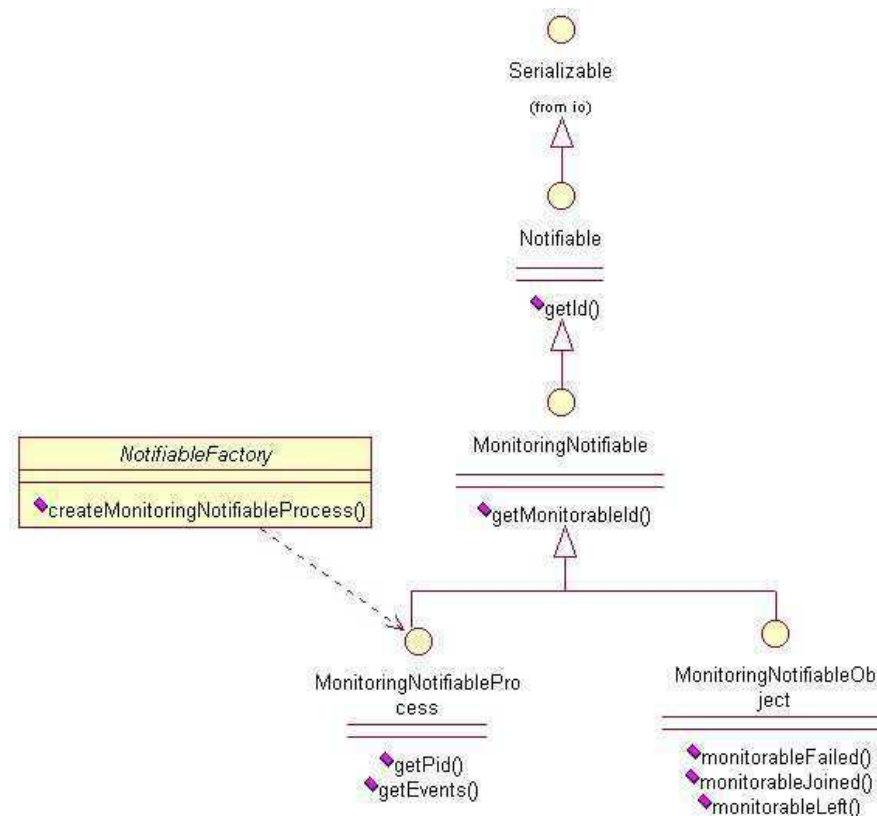 Serializable
(from io)
Notifiable
getId()
MonitoringNotifiable
getMonitorableId()
NotifiableFactory
createMonitoringNotifiableProcess()
MonitoringNotifiablePro
cess
getPid()
getEvents()
MonitoringNotifiableOb
ject
monitorableFailed()
monitorableJoined()
monitorableLeft()